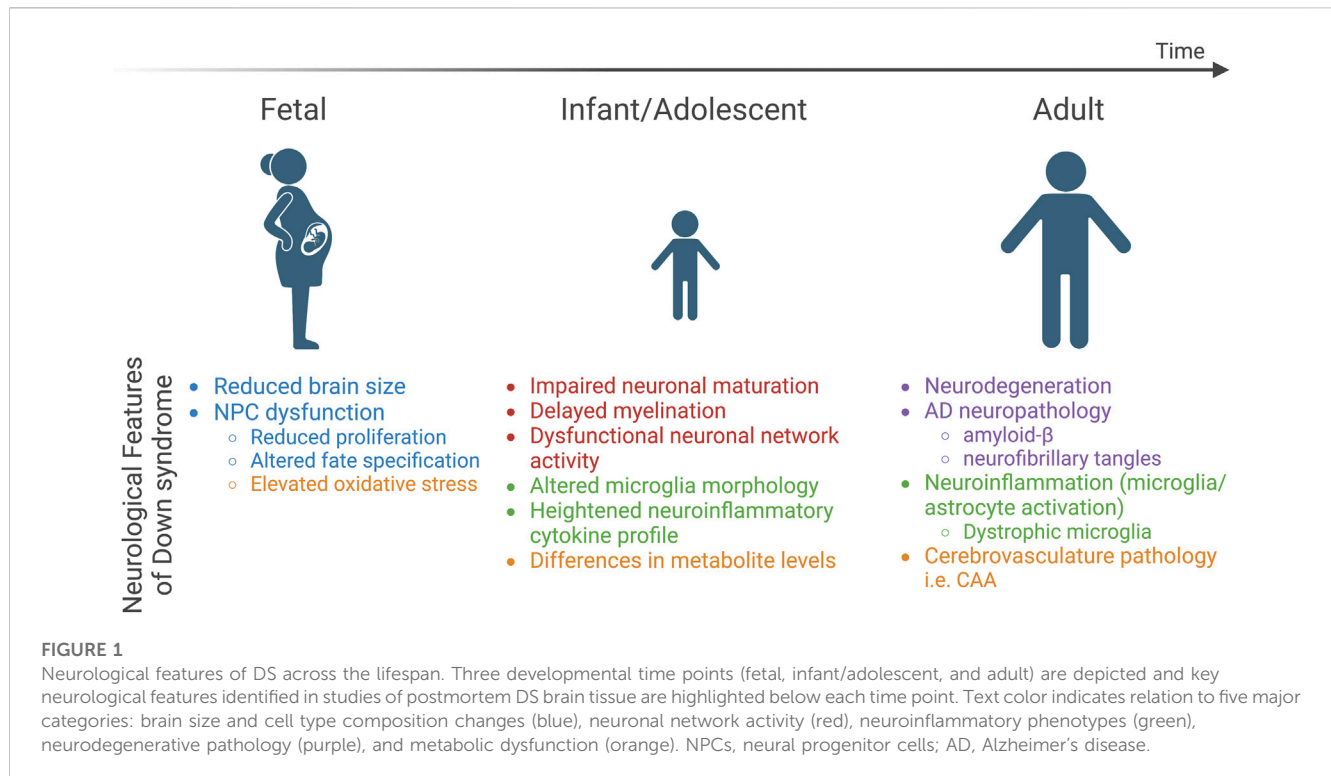 Time
Fetal
Infant/Adolescent
Adult
Neurological Features
of Down syndrome
• Reduced brain size
• NPC dysfunction
○ Reduced proliferation
○ Altered fate specification
○ Elevated oxidative stress
• Impaired neuronal maturation
• Delayed myelination
• Dysfunctional neuronal network
activity
• Altered microglia morphology
• Heightened neuroinflammatory
cytokine profile
• Differences in metabolite levels
• Neurodegeneration
• AD neuropathology
○ amyloid-β
○ neurofibrillary tangles
• Neuroinflammation (microglia/
astrocyte activation)
○ Dystrophic microglia
• Cerebrovasculature pathology
i.e. CAA
FIGURE 1
Neurological features of DS across the lifespan. Three developmental time points (fetal, infant/adolescent, and adult) are depicted and key
neurological features identified in studies of postmortem DS brain tissue are highlighted below each time point. Text color indicates relation to five major
categories: brain size and cell type composition changes (blue), neuronal network activity (red), neuroinflammatory phenotypes (green),
neurodegenerative pathology (purple), and metabolic dysfunction (orange). NPCs, neural progenitor cells; AD, Alzheimer's disease.